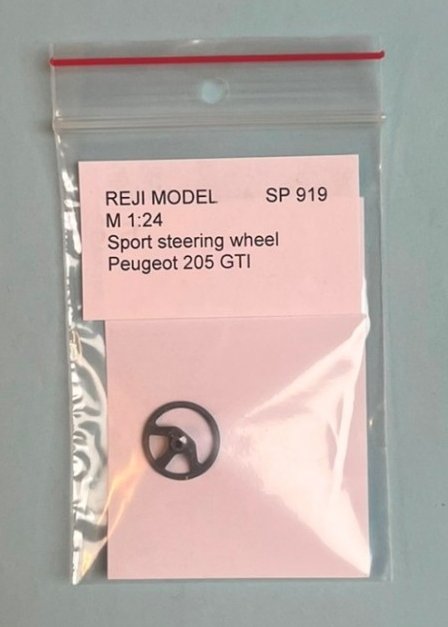 REJI MODEL SP 919
M 1:24
Sport steering wheel
Peugeot 205 GTI